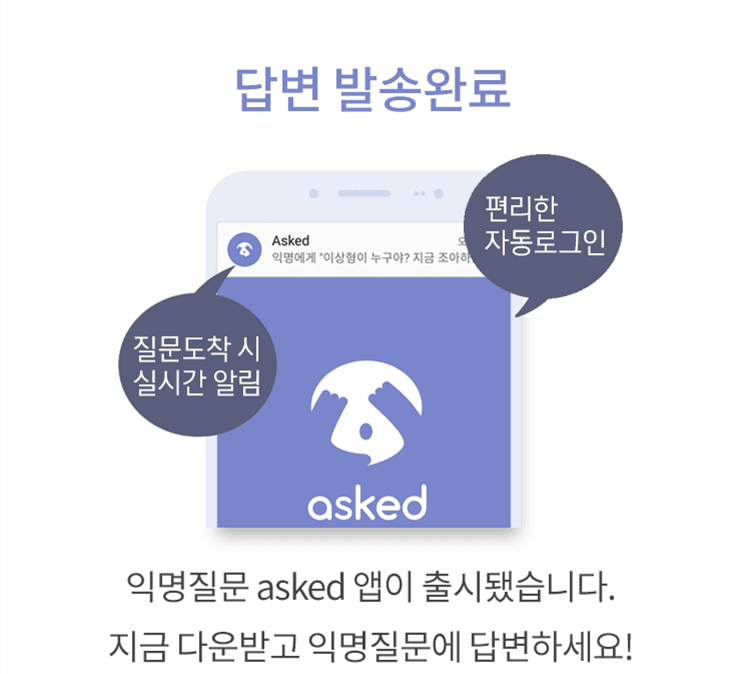 답변 발송완료
편리한
자동로그인
Asked
익명에게 "이상형이 누구야? 지금 조아하
질문도착 시
실시간 알림
asked
익명질문 asked 앱이 출시됐습니다.
지금 다운받고 익명질문에 답변하세요!